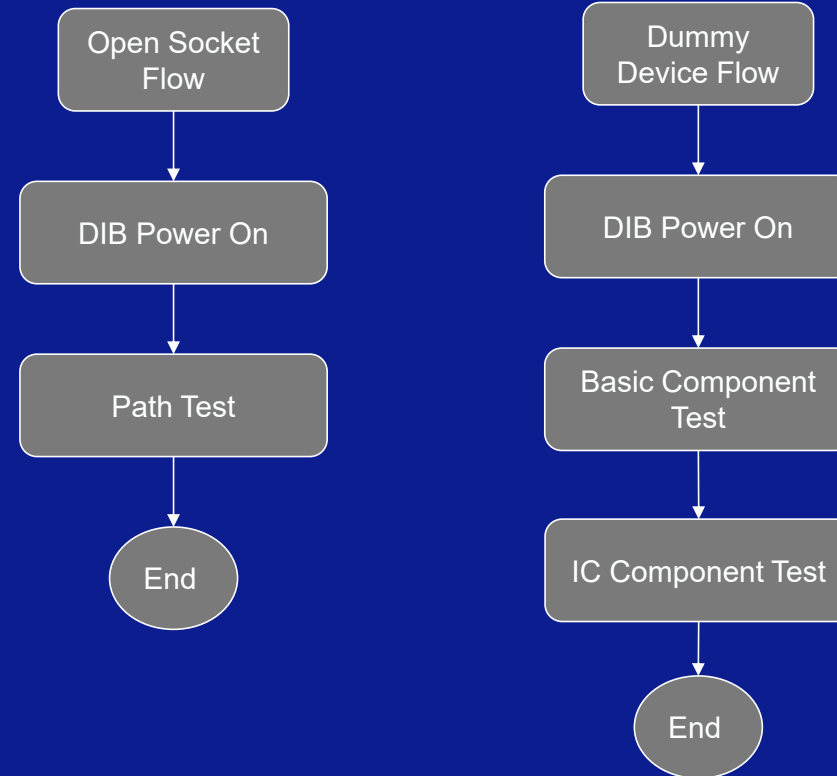 Open Socket
Flow
DIB Power On
Path Test
End
Dummy
Device Flow
DIB Power On
Basic Component
Test
IC Component Test
End